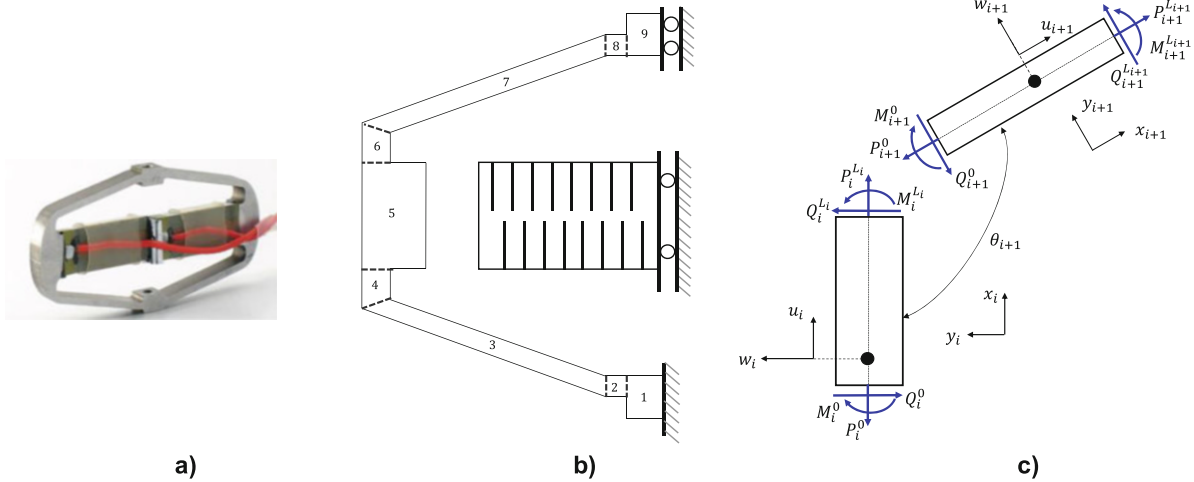 9
8
7
6
5
4
3
2
1
w_{i+1}
u_{i+1}
P_{i+1}^{L_{i+1}}
M_{i+1}^{L_{i+1}}
Q_{i+1}^{L_{i+1}}
y_{i+1}
x_{i+1}
M_{i+1}^{0}
P_{i+1}^{0}
Q_{i+1}^{0}
P_i^{L_i}
M_i^{L_i}
Q_i^{L_i}
θ_{i+1}
x_i
y_i
u_i
w_i
M_i^0
Q_i^0
P_i^0
a)
b)
c)